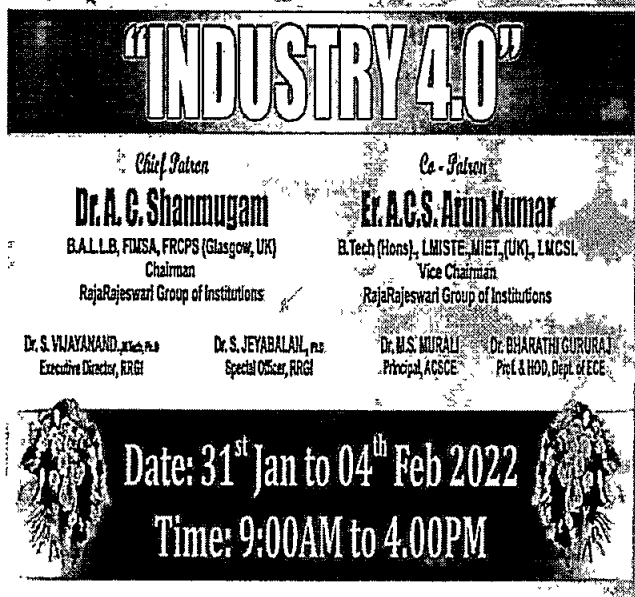 "INDUSTRY 4.0"
Chief Patron
Dr. A. C. Shanmugam
B.A.L.L.B, FIMSA, FRCPS (Glasgow, UK)
Chairman
RajaRajeswari Group of Institutions
Co - Patron
Er. A.C.S. Arun Kumar
B.Tech (Hons)., LMISTE.,MIET.,(UK)., LMCSI.
Vice Chairman
RajaRajeswari Group of Institutions
Dr. S. VIJAYANAND., M.Tech, Ph.D
Executive Director, RRGI
Dr. S. JEYABALAN., Ph.D.
Special Officer, RRGI
Dr. M.S. MURALI
Principal, ACSCE
Dr. BHARATHI GURURAJ
Prof. & HOD, Dept. of ECE
Date: 31st Jan to 04th Feb 2022
Time: 9:00AM to 4.00PM